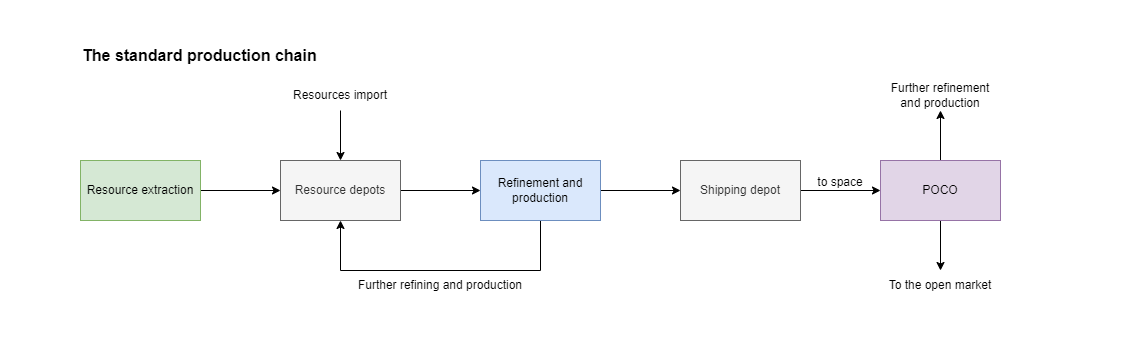 The standard production chain
Resources import
Further refinement
and production
Resource extraction
Resource depots
Refinement and
production
Shipping depot
to space
POCO
Further refining and production
To the open market